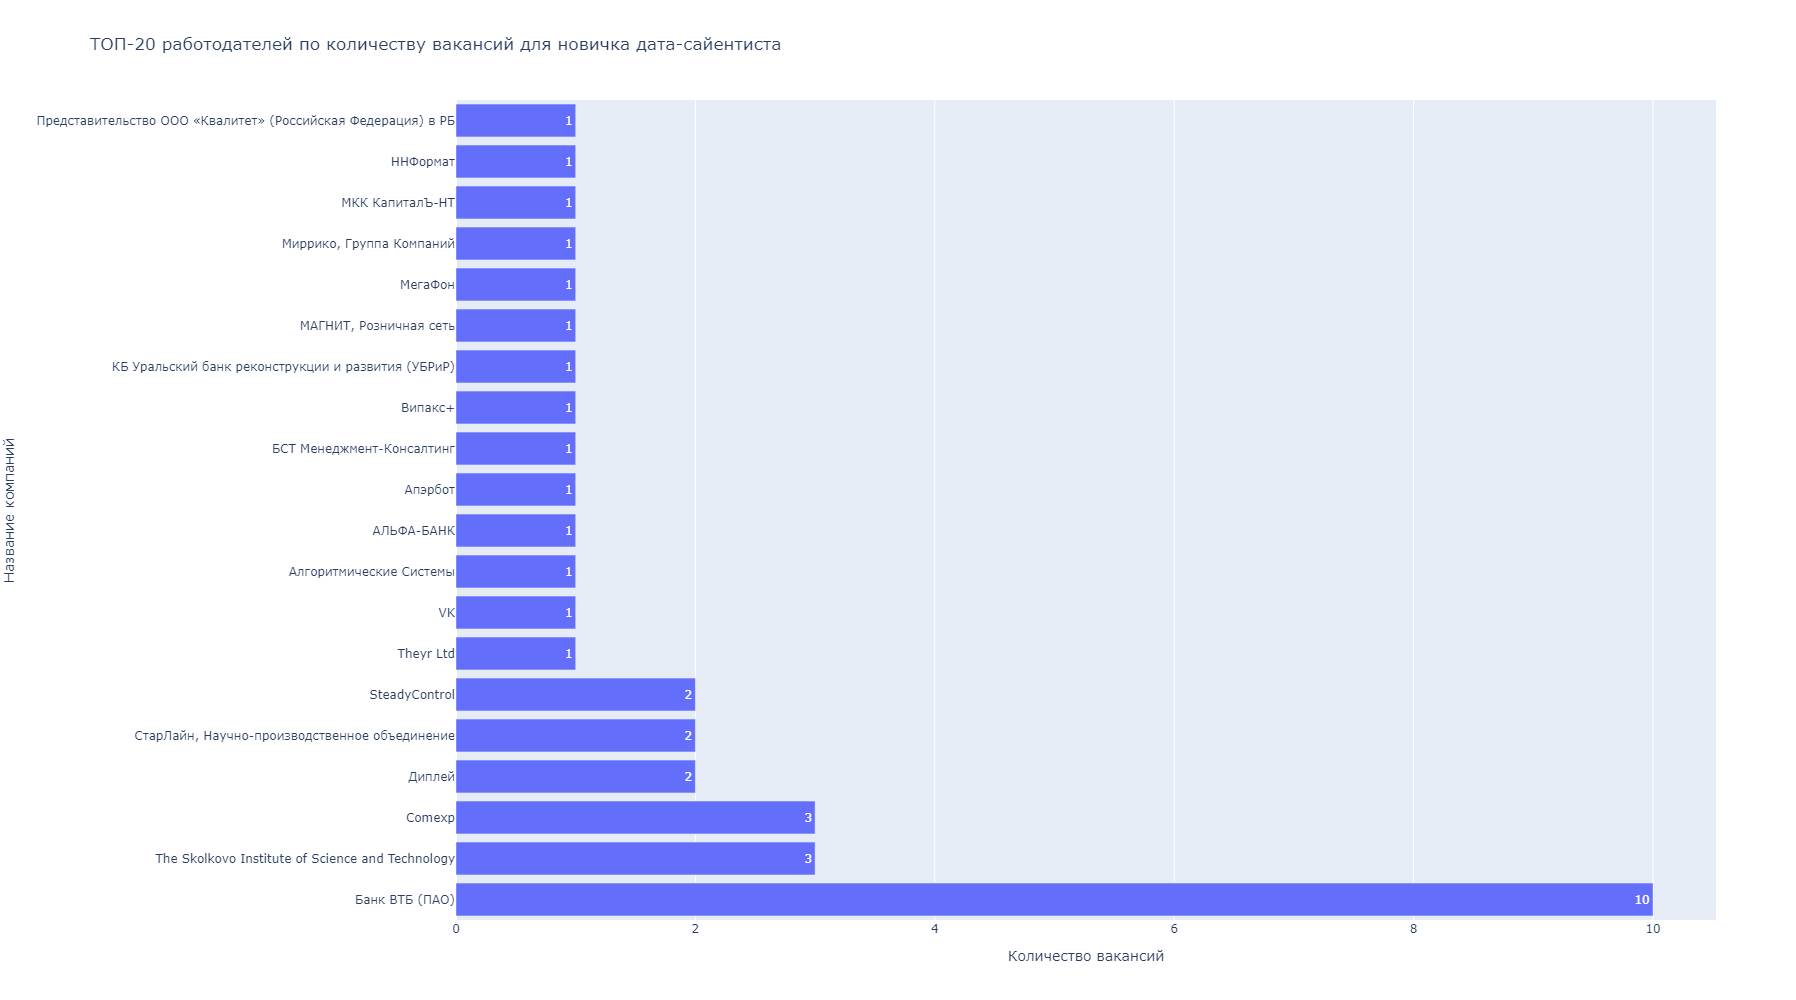 ТОП-20 работодателей по количеству вакансий для новичка дата-сайентиста
Представительство ООО «Квалитет» (Российская Федерация) в РБ 1
ННФормат 1
МКК КапиталЪ-НТ 1
Миррико, Группа Компаний 1
МегаФон 1
МАГНИТ, Розничная сеть 1
КБ Уральский банк реконструкции и развития (УБРиР) 1
Випакс+ 1
БСТ Менеджмент-Консалтинг 1
Апэрбот 1
АЛЬФА-БАНК 1
Алгоритмические Системы 1
VK 1
Theyr Ltd 1
SteadyControl 2
СтарЛайн, Научно-производственное объединение 2
Диплей 2
Comexp 3
The Skolkovo Institute of Science and Technology 3
Банк ВТБ (ПАО) 10
0 2 4 6 8 10
Количество вакансий
Название компаний